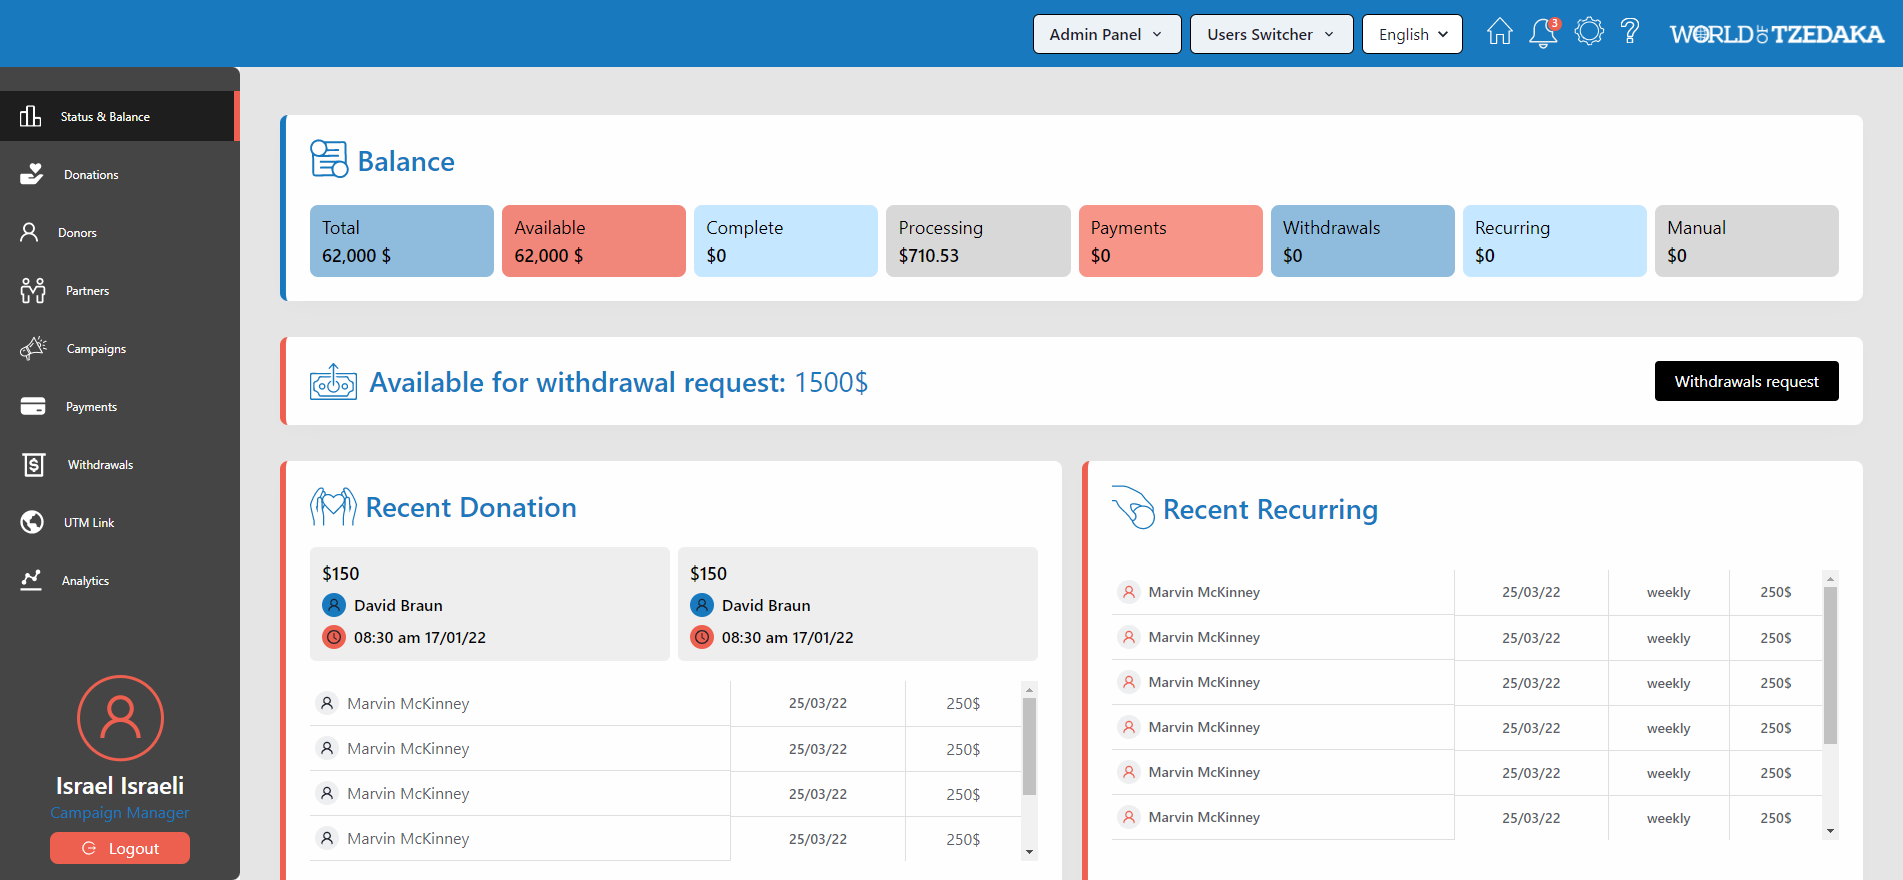 Admin Panel
Users Switcher
English
3
WORLD OF TZEDAKA
Status & Balance
Donations
Donors
Partners
Campaigns
Payments
Withdrawals
UTM Link
Analytics
Israel Israeli
Campaign Manager
Logout
Balance
Total
62,000 $
Available
62,000 $
Complete
$0
Processing
$710.53
Payments
$0
Withdrawals
$0
Recurring
$0
Manual
$0
Available for withdrawal request: 1500$
Withdrawals request
Recent Donation
$150
David Braun
08:30 am 17/01/22
$150
David Braun
08:30 am 17/01/22
Marvin McKinney 25/03/22 250$
Marvin McKinney 25/03/22 250$
Marvin McKinney 25/03/22 250$
Marvin McKinney 25/03/22 250$
Recent Recurring
Marvin McKinney 25/03/22 weekly 250$
Marvin McKinney 25/03/22 weekly 250$
Marvin McKinney 25/03/22 weekly 250$
Marvin McKinney 25/03/22 weekly 250$
Marvin McKinney 25/03/22 weekly 250$
Marvin McKinney 25/03/22 weekly 250$